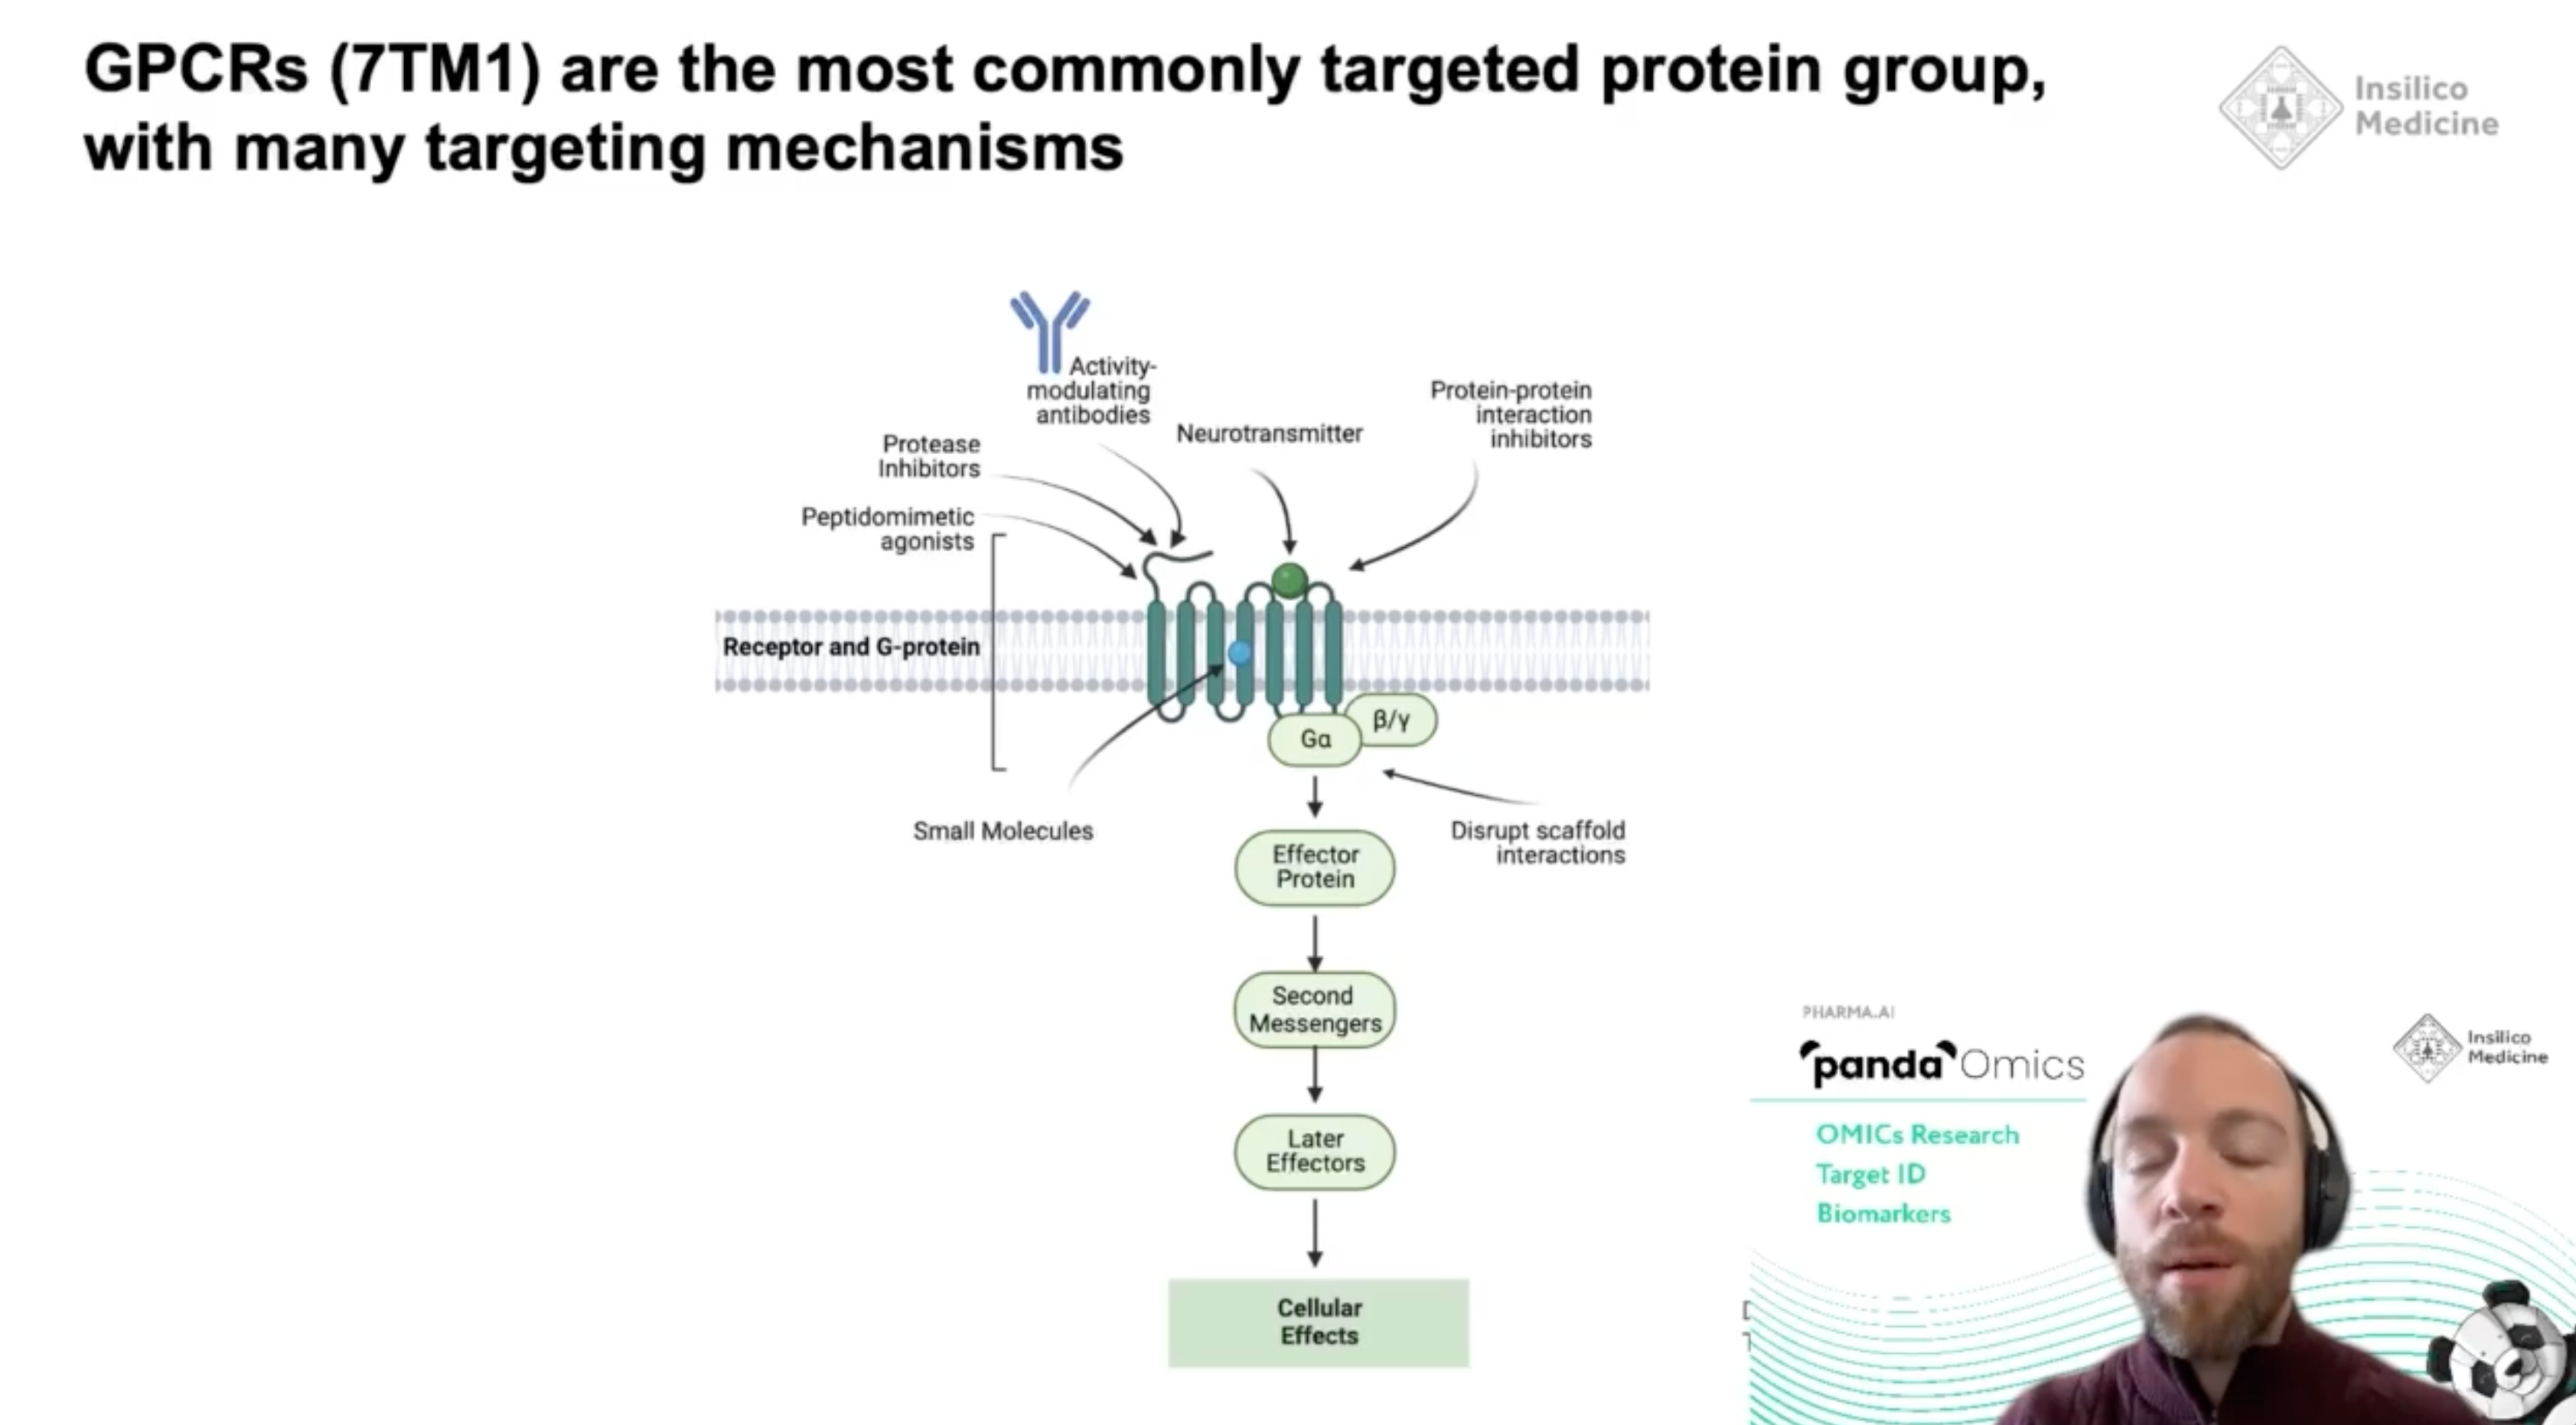 GPCRs (7TM1) are the most commonly targeted protein group,
with many targeting mechanisms
Insilico
Medicine
Activity-
modulating
antibodies
Neurotransmitter
Protein-protein
interaction
inhibitors
Protease
Inhibitors
Peptidomimetic
agonists
Receptor and G-protein
β/γ
Gα
Small Molecules
Disrupt scaffold
interactions
Effector
Protein
Second
Messengers
Later
Effectors
Cellular
Effects
PHARMA.AI
panda Omics
Insilico
Medicine
OMICs Research
Target ID
Biomarkers